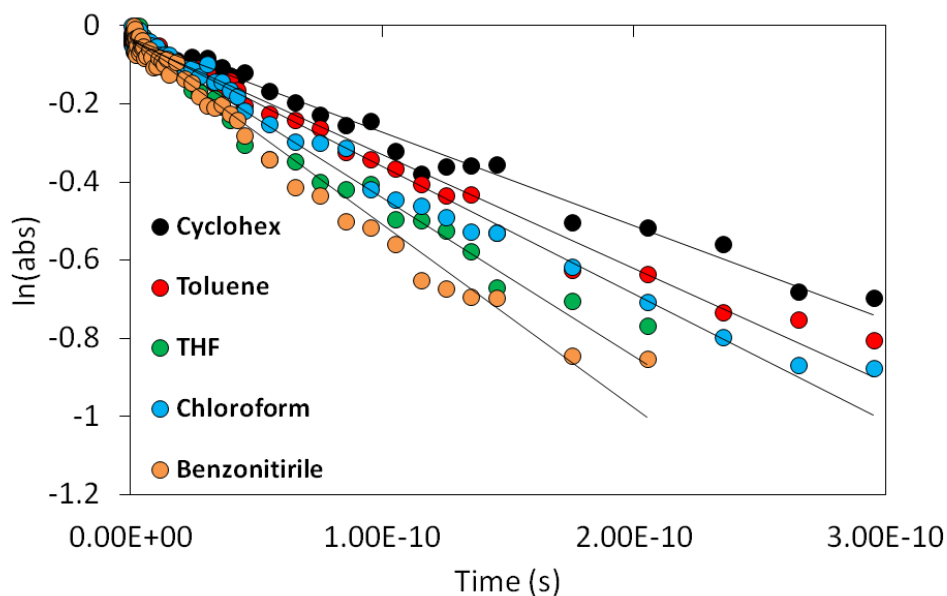 0
-0.2
-0.4
-0.6
-0.8
-1
-1.2
ln(abs)
Cyclohex
Toluene
THF
Chloroform
Benzonitirile
0.00E+00 1.00E-10 2.00E-10 3.00E-10
Time (s)